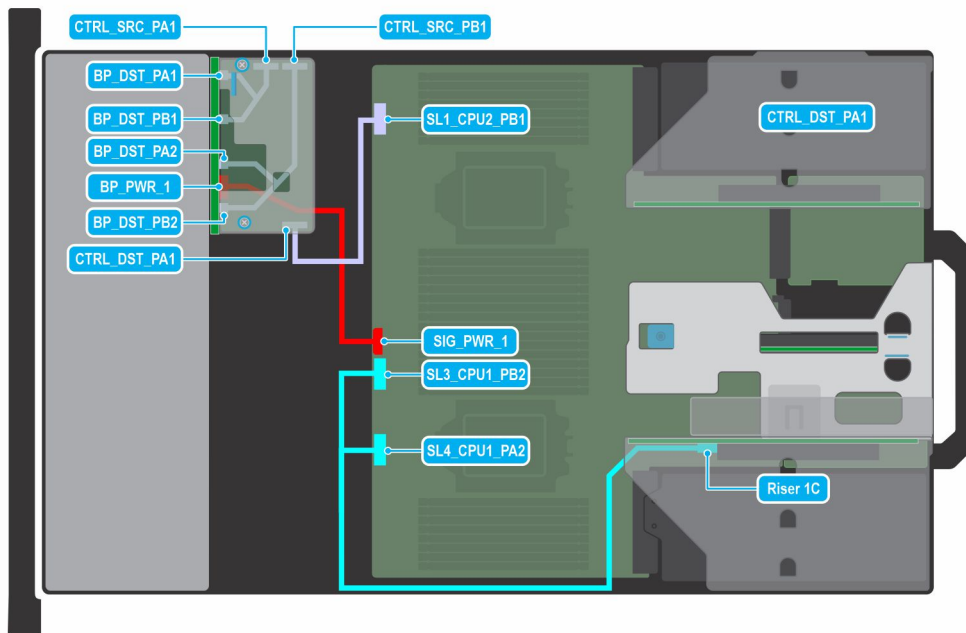 CTRL_SRC_PA1
CTRL_SRC_PB1
BP_DST_PA1
BP_DST_PB1
BP_DST_PA2
BP_PWR_1
BP_DST_PB2
CTRL_DST_PA1
SL1_CPU2_PB1
CTRL_DST_PA1
SIG_PWR_1
SL3_CPU1_PB2
SL4_CPU1_PA2
Riser 1C